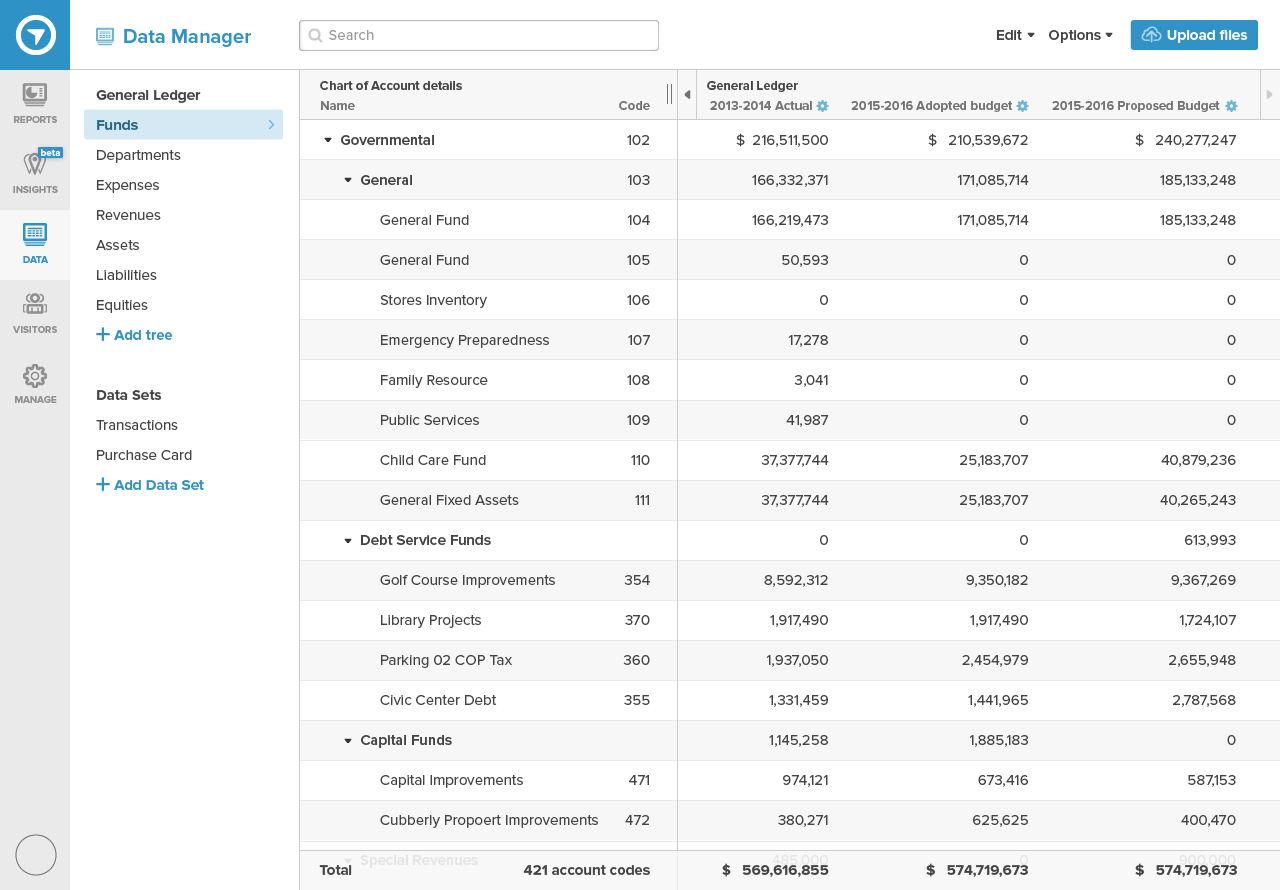 Data Manager
Search
Edit
Options
Upload files
REPORTS
beta
INSIGHTS
DATA
VISITORS
MANAGE
General Ledger
Funds
Departments
Expenses
Revenues
Assets
Liabilities
Equities
Add tree
Data Sets
Transactions
Purchase Card
Add Data Set
Chart of Account details General Ledger
Name Code 2013-2014 Actual 2015-2016 Adopted budget 2015-2016 Proposed Budget
Governmental 102 $ 216,511,500 $ 210,539,672 $ 240,277,247
General 103 166,332,371 171,085,714 185,133,248
General Fund 104 166,219,473 171,085,714 185,133,248
General Fund 105 50,593 0 0
Stores Inventory 106 0 0 0
Emergency Preparedness 107 17,278 0 0
Family Resource 108 3,041 0 0
Public Services 109 41,987 0 0
Child Care Fund 110 37,377,744 25,183,707 40,879,236
General Fixed Assets 111 37,377,744 25,183,707 40,265,243
Debt Service Funds 0 0 613,993
Golf Course Improvements 354 8,592,312 9,350,182 9,367,269
Library Projects 370 1,917,490 1,917,490 1,724,107
Parking 02 COP Tax 360 1,937,050 2,454,979 2,655,948
Civic Center Debt 355 1,331,459 1,441,965 2,787,568
Capital Funds 1,145,258 1,885,183 0
Capital Improvements 471 974,121 673,416 587,153
Cubberly Propoert Improvements 472 380,271 625,625 400,470
Special Revenues 485,000 0 900,000
Total 421 account codes $ 569,616,855 $ 574,719,673 $ 574,719,673